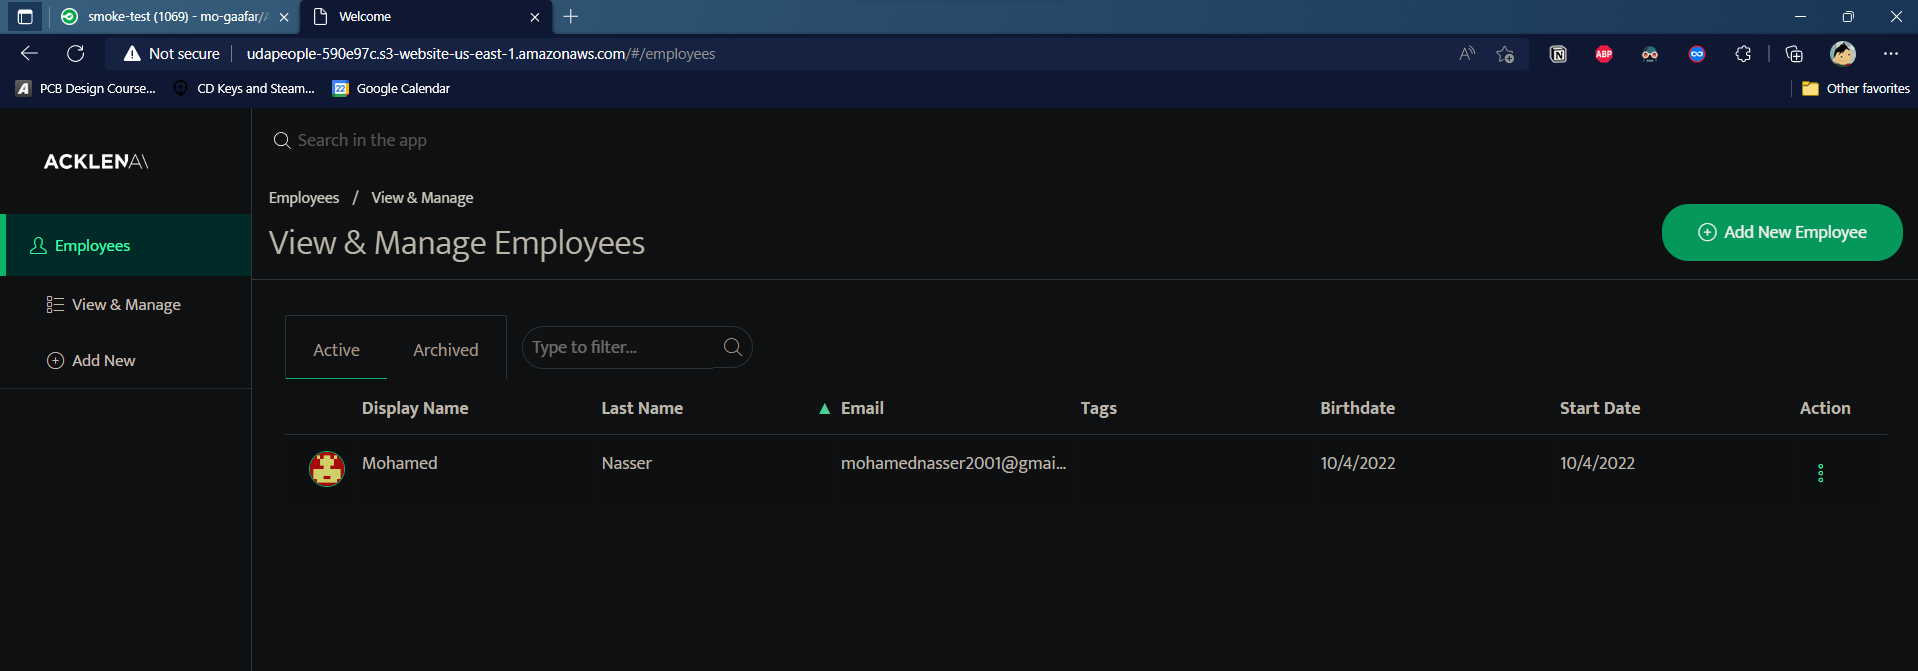 smoke-test (1069) - mo-gaafar/
Welcome
Not secure
udapeople-590e97c.s3-website-us-east-1.amazonaws.com/#/employees
ABP
PCB Design Course...
CD Keys and Steam...
22
Google Calendar
Other favorites
ACKLENAV
Search in the app
Employees / View & Manage
View & Manage Employees
Add New Employee
Employees
View & Manage
Add New
Active
Archived
Type to filter...
Display Name
Last Name
Email
Tags
Birthdate
Start Date
Action
Mohamed
Nasser
mohamednasser2001@gmai...
10/4/2022
10/4/2022